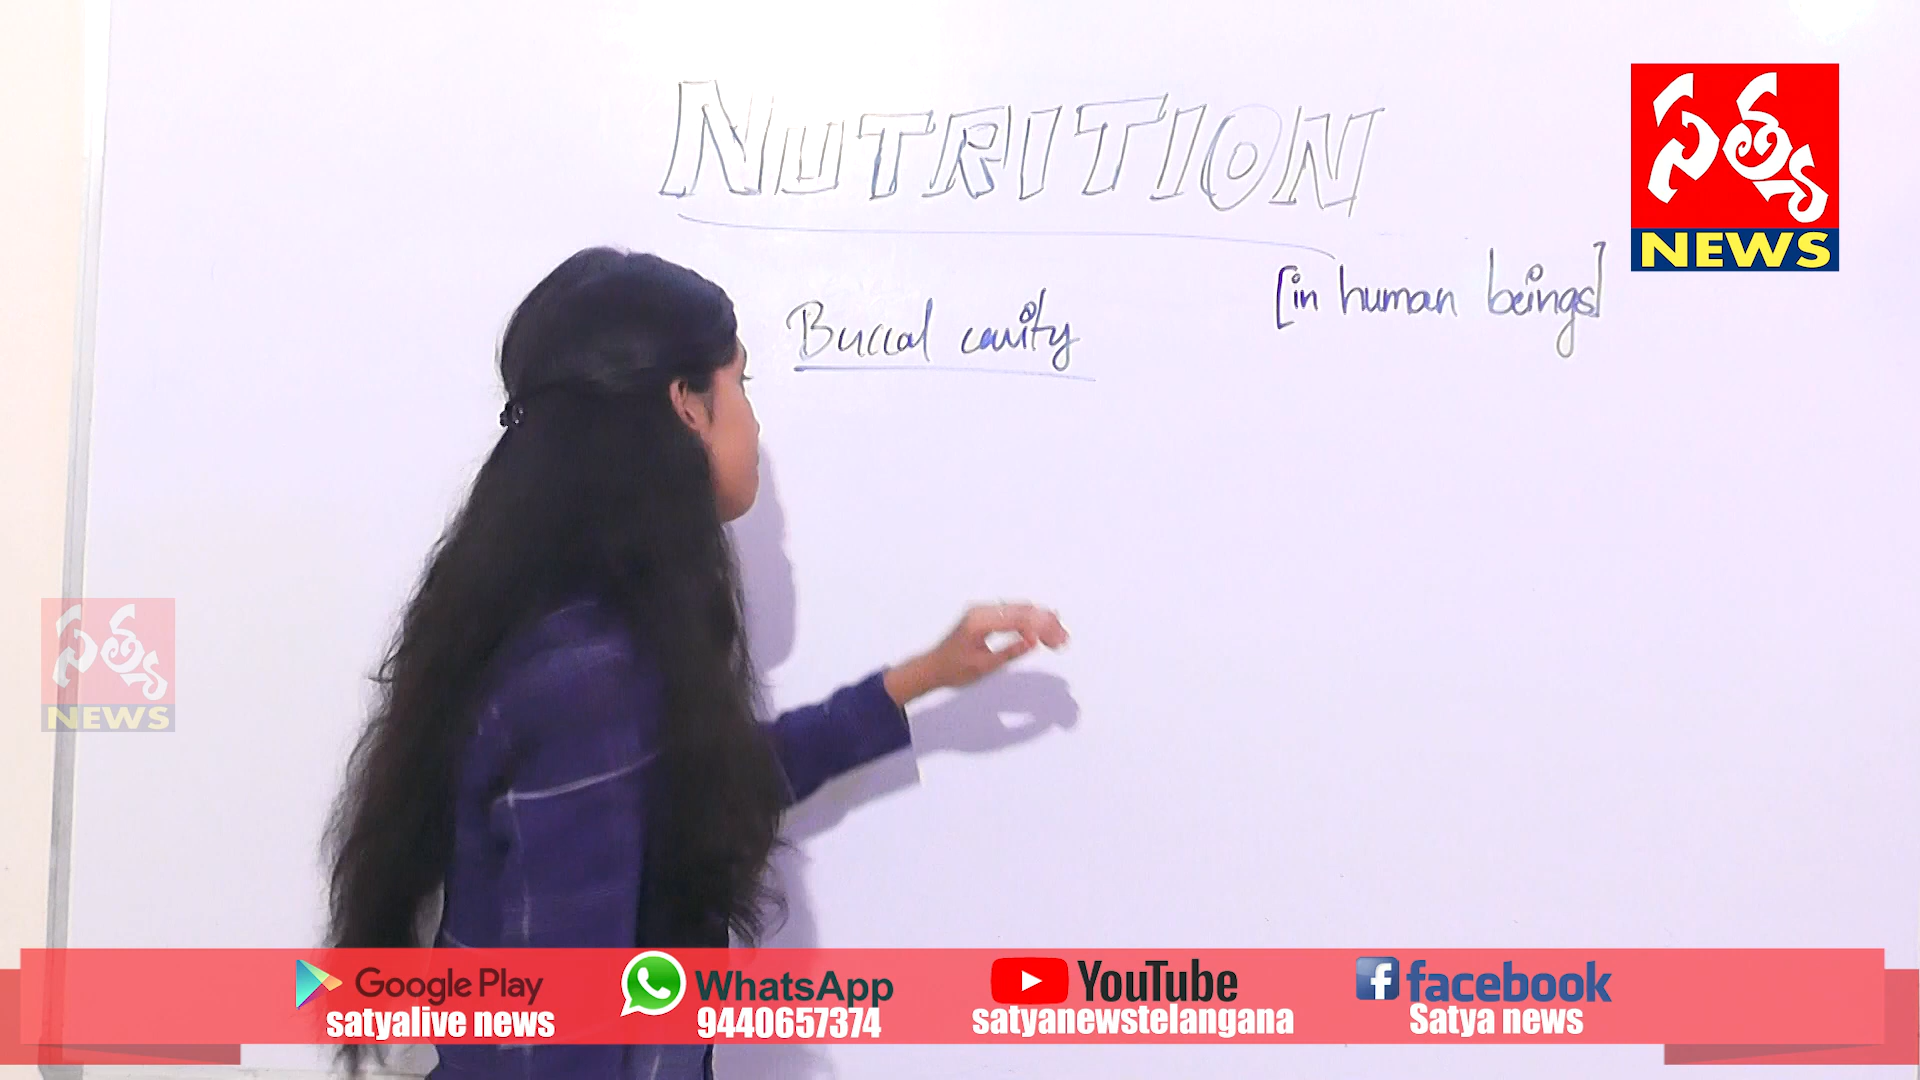 NUTRITION
[in human beings]
Buccal cavity
సత్య
NEWS
సత్య
NEWS
Google Play
satyalive news
WhatsApp
9440657374
YouTube
satyanewstelangana
facebook
Satya news